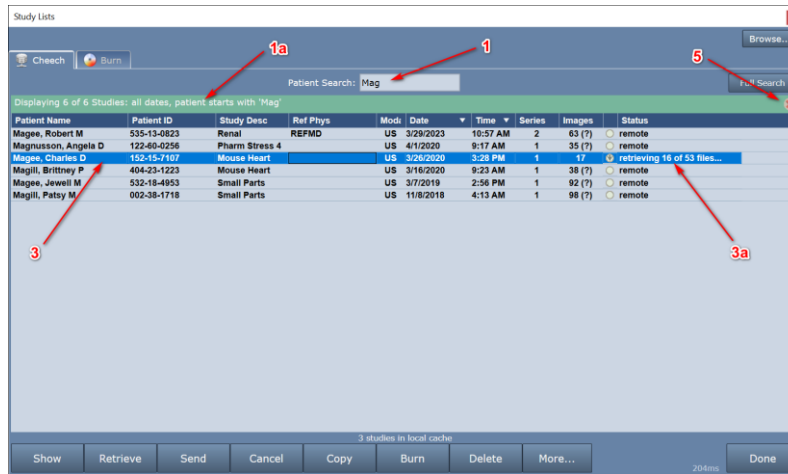 Study Lists
Browse...
Cheech Burn
1a 1 5
Patient Search: Mag
Full Search
Displaying 6 of 6 Studies: all dates, patient starts with 'Mag'
Patient Name Patient ID Study Desc Ref Phys Moda Date Time Series Images Status
Magee, Robert M 535-13-0823 Renal REFMD US 3/29/2023 10:57 AM 2 63 (?) remote
Magnusson, Angela D 122-60-0256 Pharm Stress 4 US 4/1/2020 9:17 AM 1 35 (?) remote
Magee, Charles D 152-15-7107 Mouse Heart US 3/26/2020 3:28 PM 1 17 retrieving 16 of 53 files...
Magill, Brittney P 404-23-1223 Mouse Heart US 3/16/2020 9:23 AM 1 38 (?) remote
Magee, Jewell M 532-18-4953 Small Parts US 3/7/2019 2:56 PM 1 92 (?) remote
Magill, Patsy M 002-38-1718 Small Parts US 11/8/2018 4:13 AM 1 98 (?) remote
3 3a
3 studies in local cache
Show Retrieve Send Cancel Copy Burn Delete More... Done
204ms